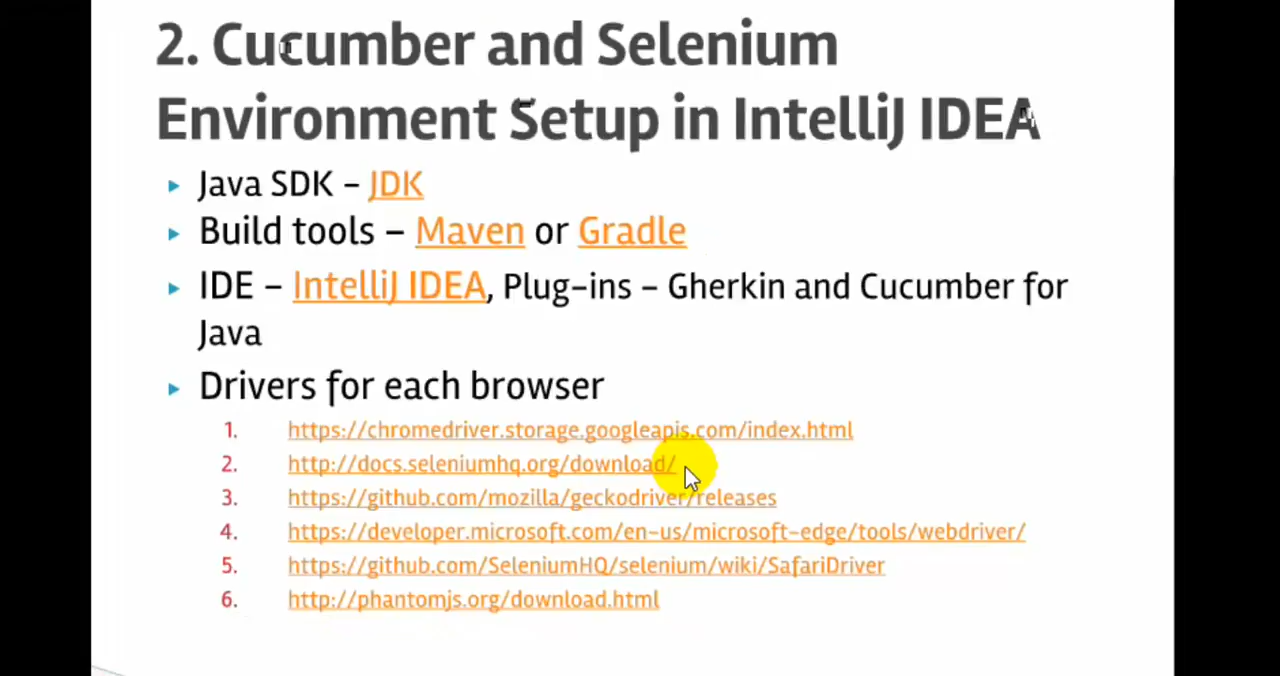 2. Cucumber and Selenium
Environment Setup in IntelliJ IDEA
Java SDK – JDK
Build tools – Maven or Gradle
IDE – IntelliJ IDEA, Plug-ins – Gherkin and Cucumber for
Java
Drivers for each browser
1. https://chromedriver.storage.googleapis.com/index.html
2. http://docs.seleniumhq.org/download/
3. https://github.com/mozilla/geckodriver/releases
4. https://developer.microsoft.com/en-us/microsoft-edge/tools/webdriver/
5. https://github.com/SeleniumHQ/selenium/wiki/SafariDriver
6. http://phantomjs.org/download.html